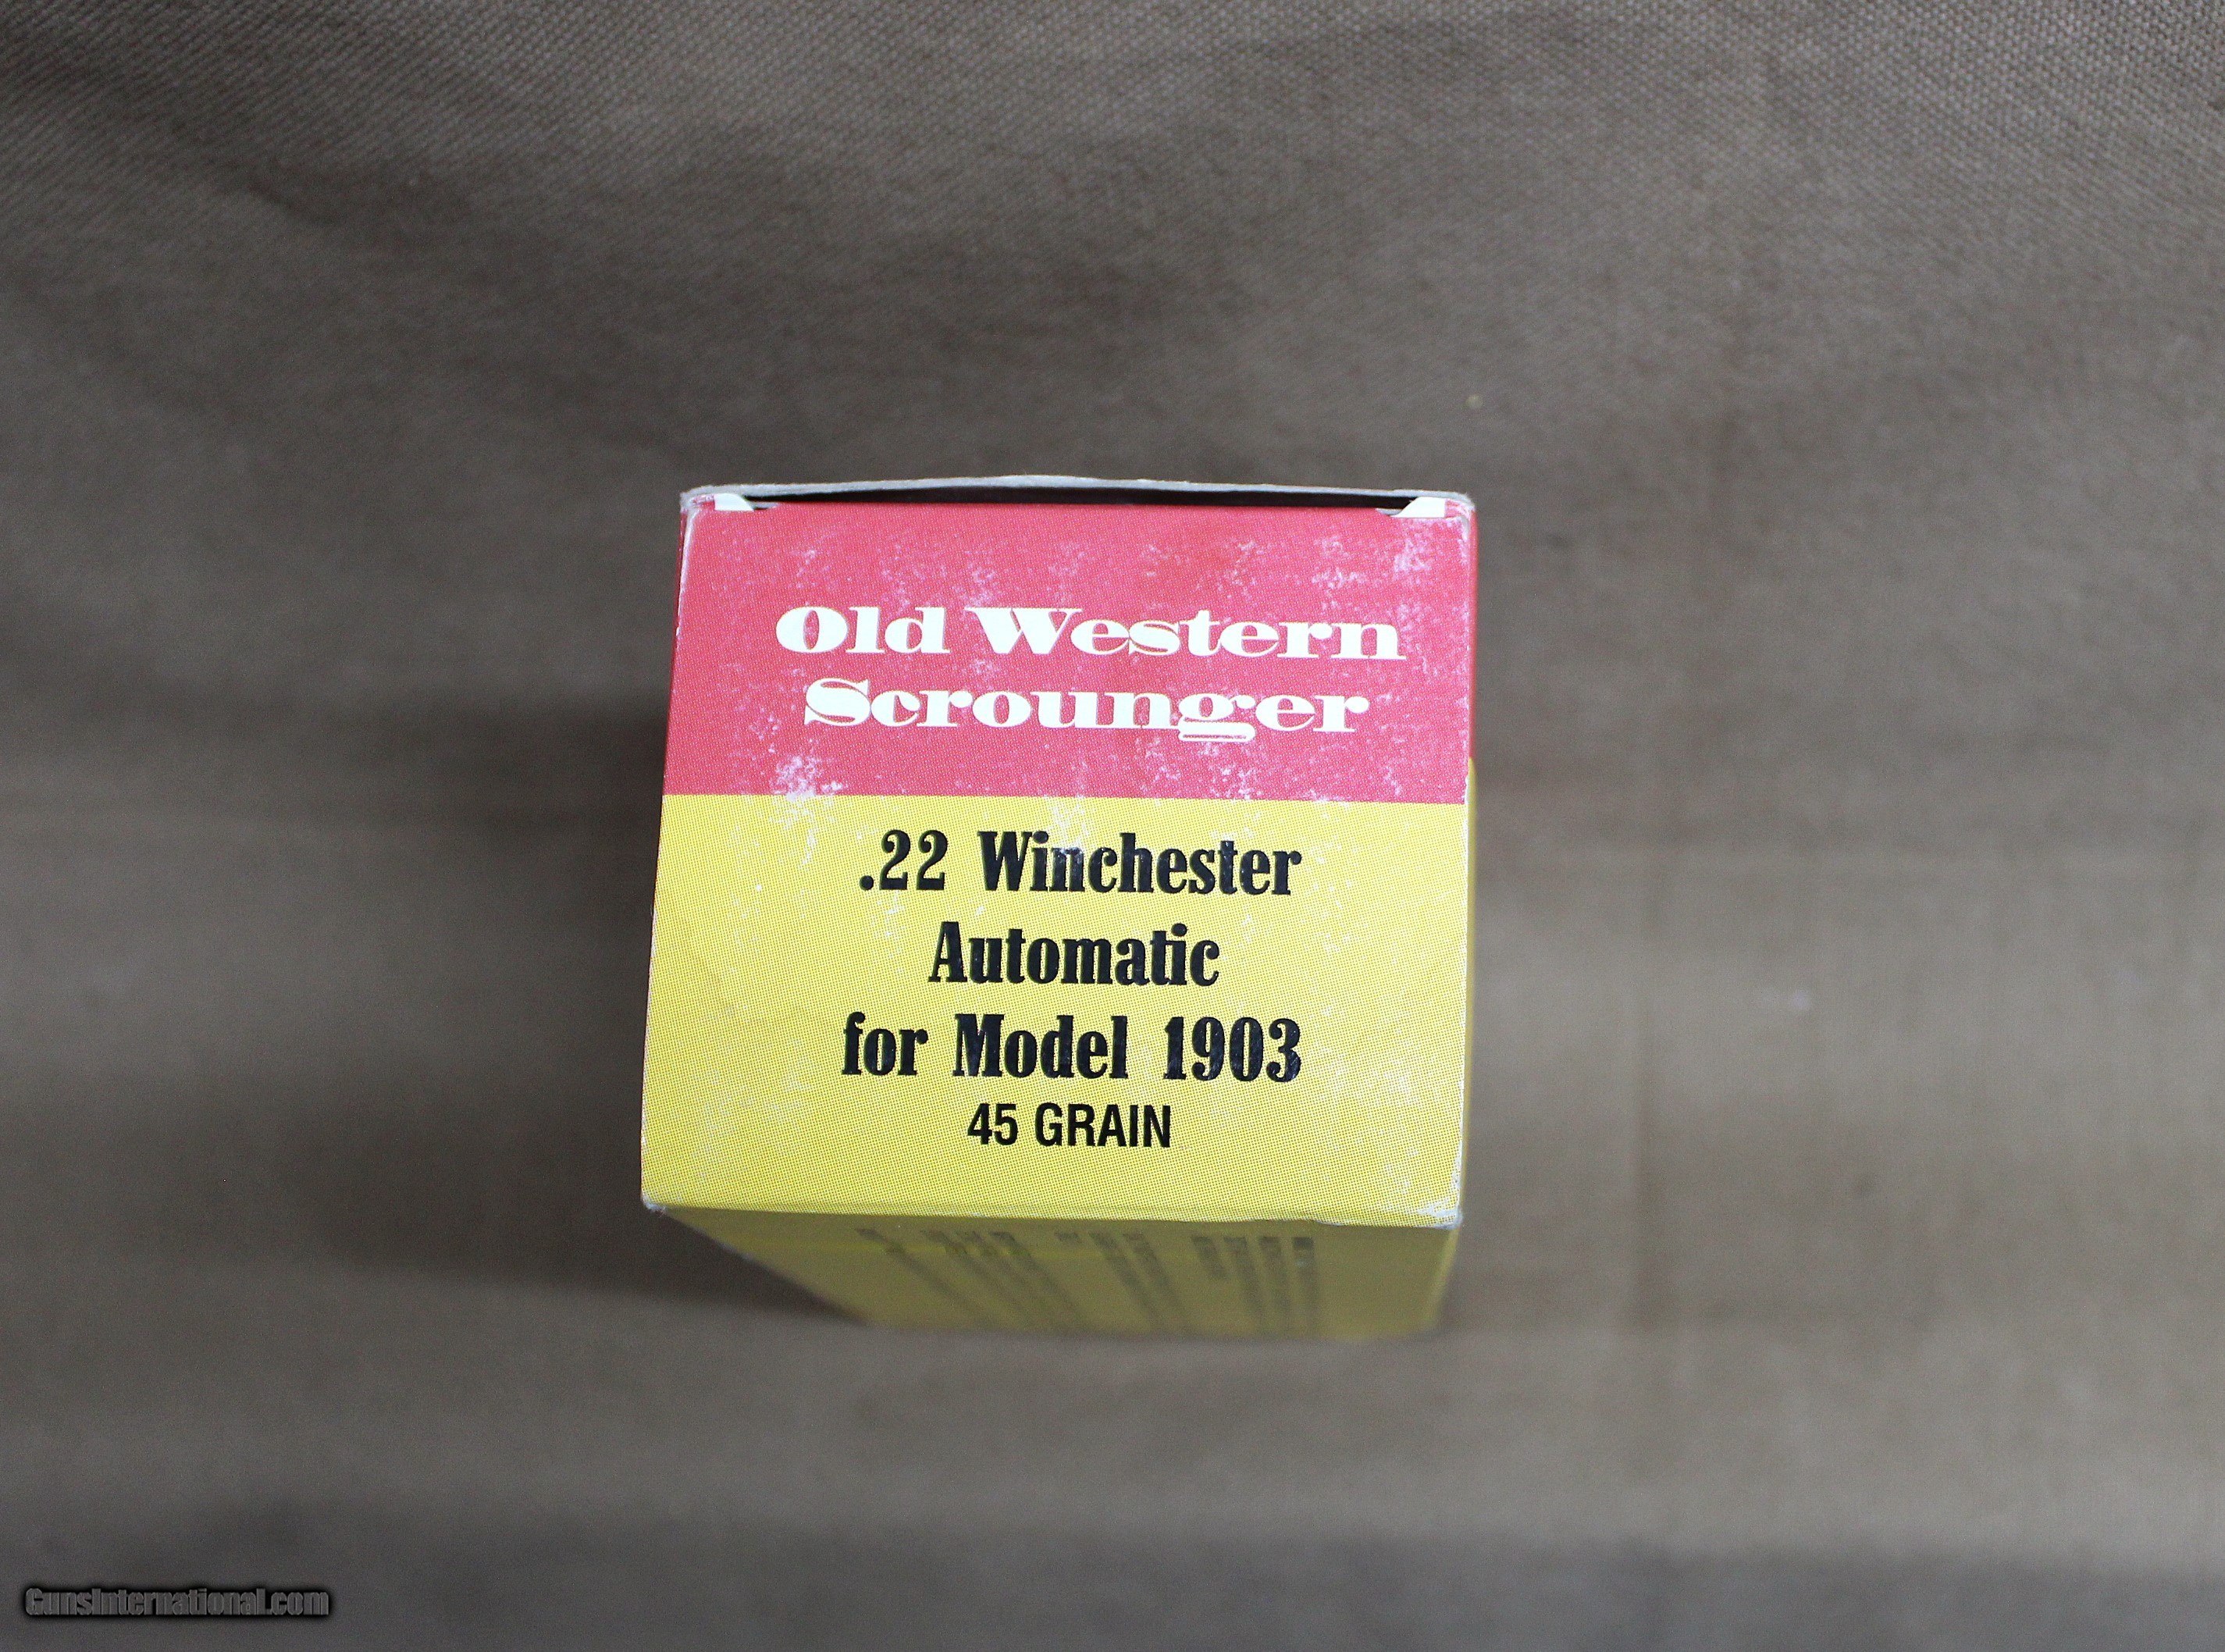 Old Western
Scrounger
.22 Winchester
Automatic
for Model 1903
45 GRAIN
GunsInternational.com